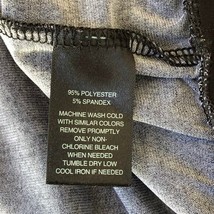 95% POLYESTER
5% SPANDEX
MACHINE WASH COLD
WITH SIMILAR COLORS
REMOVE PROMPTLY
ONLY NON-
CHLORINE BLEACH
WHEN NEEDED
TUMBLE DRY LOW
COOL IRON IF NEEDED